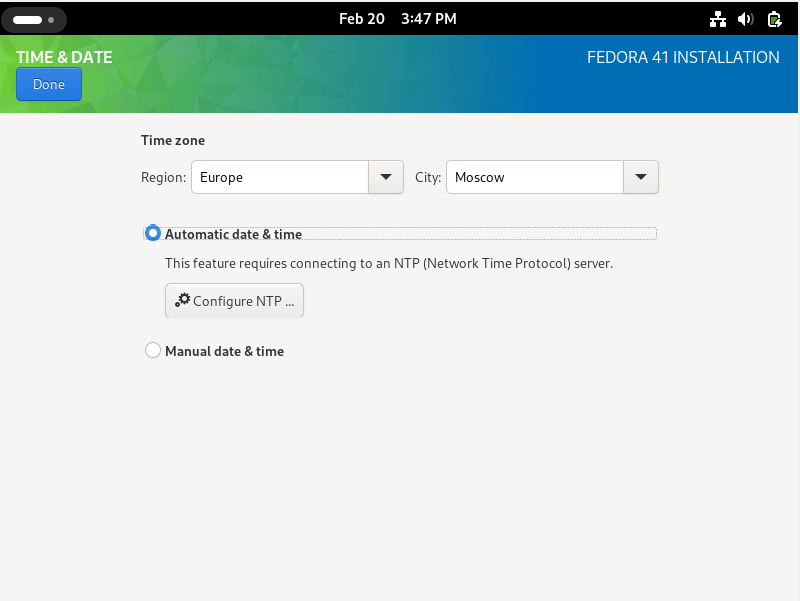 Feb 20 3:47 PM
TIME & DATE
FEDORA 41 INSTALLATION
Done
Time zone
Region: Europe City: Moscow
Automatic date & time
This feature requires connecting to an NTP (Network Time Protocol) server.
Configure NTP ...
Manual date & time